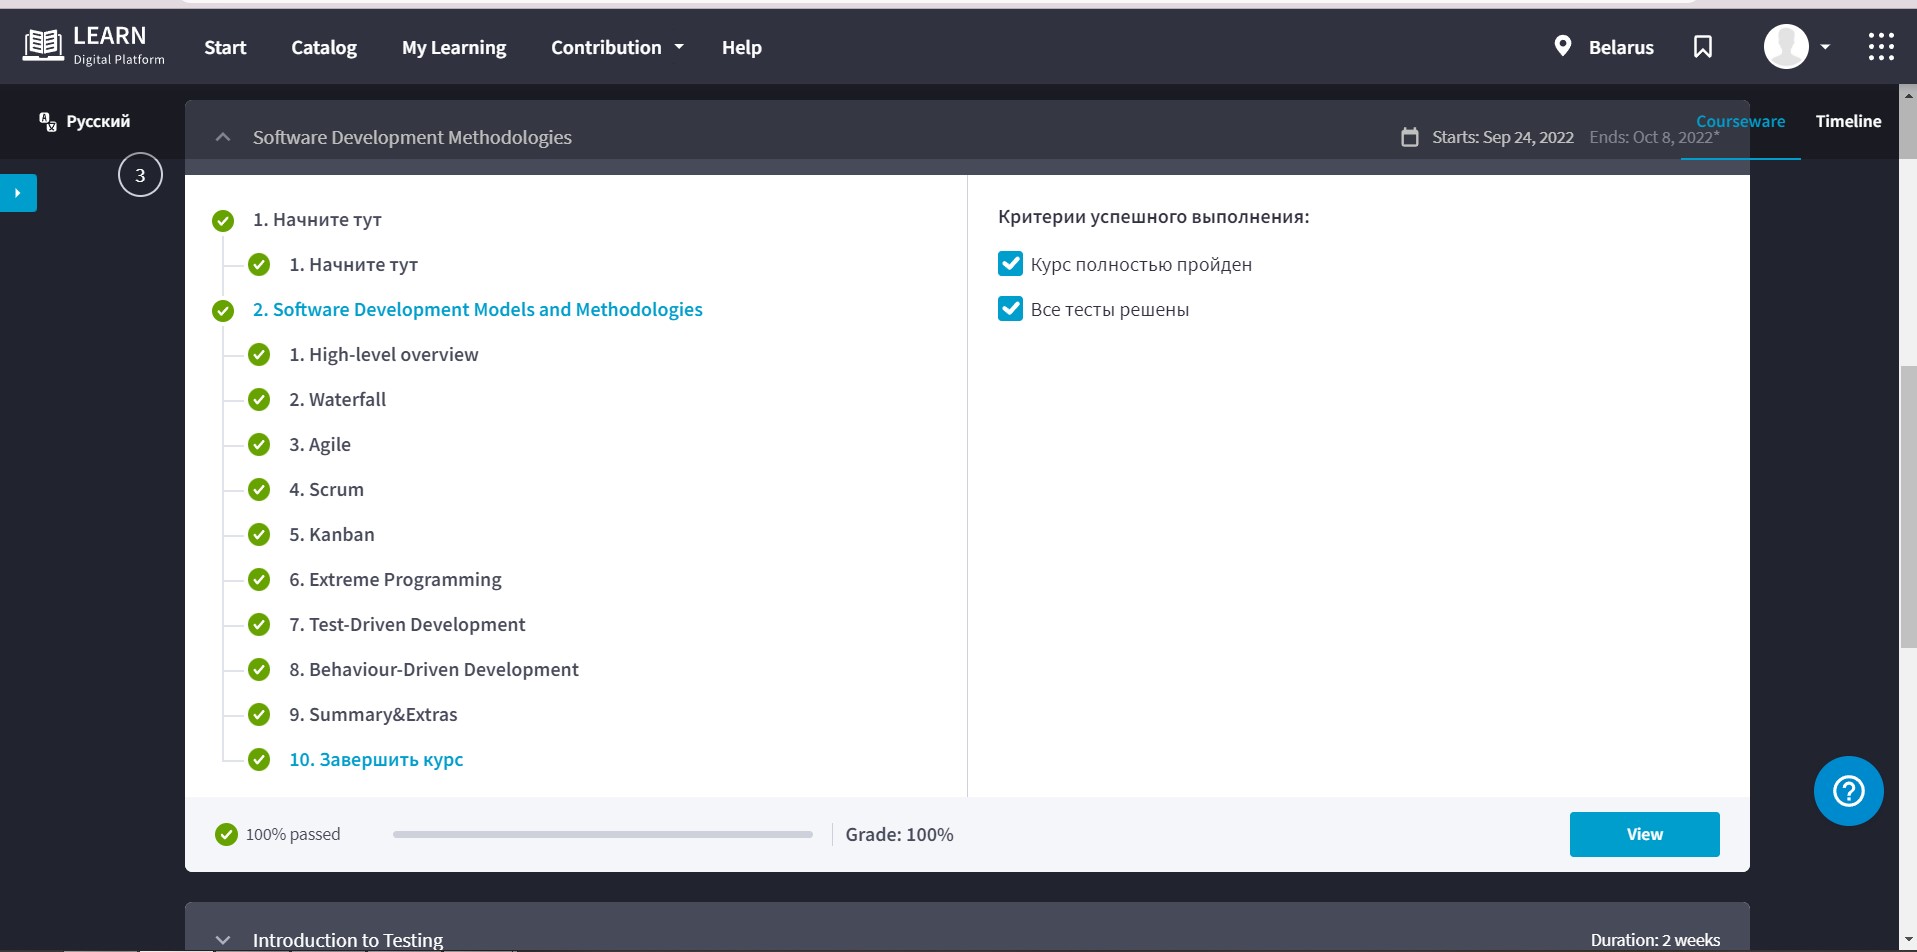 LEARN
Digital Platform
Start
Catalog
My Learning
Contribution
Help
Belarus
Русский
Software Development Methodologies
Starts: Sep 24, 2022
Ends: Oct 8, 2022*
Courseware
Timeline
3
1. Начните тут
1. Начните тут
2. Software Development Models and Methodologies
1. High-level overview
2. Waterfall
3. Agile
4. Scrum
5. Kanban
6. Extreme Programming
7. Test-Driven Development
8. Behaviour-Driven Development
9. Summary&Extras
10. Завершить курс
Критерии успешного выполнения:
Курс полностью пройден
Все тесты решены
100% passed
Grade: 100%
View
Introduction to Testing
Duration: 2 weeks